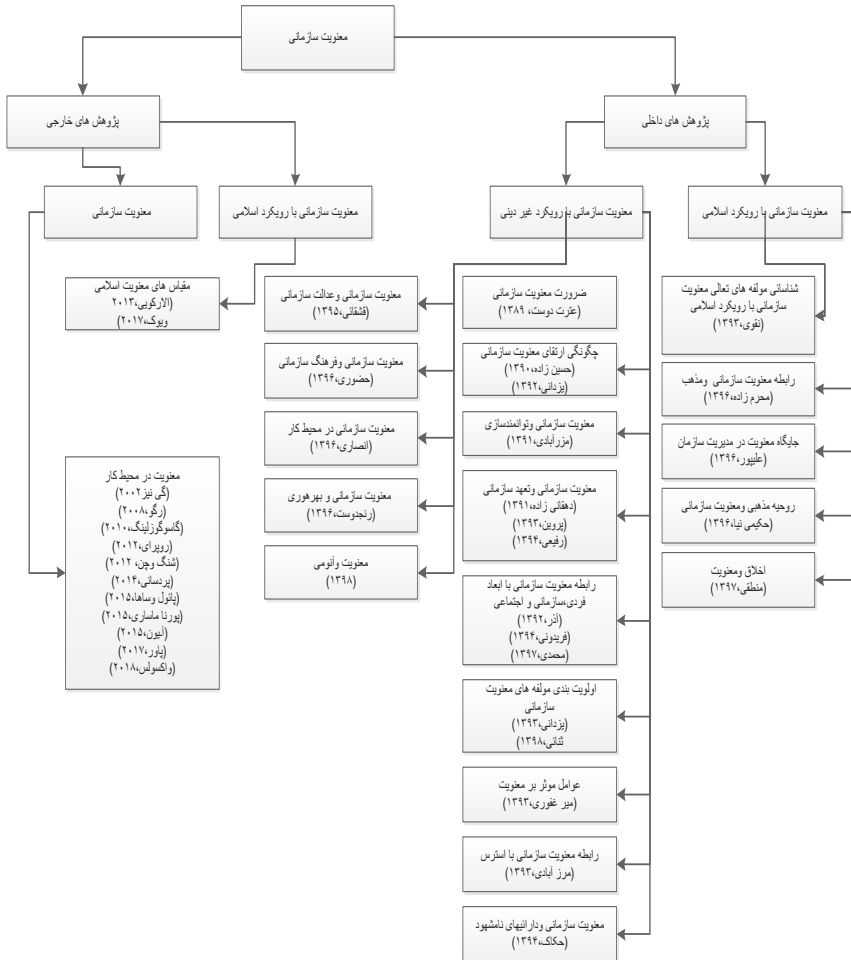 معنویت سازمانی
پژوهش های داخلی
پژوهش های خارجی
معنویت سازمانی با رویکرد اسلامی
معنویت سازمانی با رویکرد غیر دینی
معنویت سازمانی با رویکرد اسلامی
معنویت سازمانی
شناسائی مولفه های تعالی معنویت
سازمانی با رویکرد اسلامی
(نقوی،۱۳۹۳)
رابطه معنویت سازمانی ومذهب
(محرم زاده،۱۳۹۶)
جایگاه معنویت در مدیریت سازمان
(علیپور،۱۳۹۶)
روحیه مذهبی ومعنویت سازمانی
(حکیمی نیا،۱۳۹۶)
اخلاق ومعنویت
(منطقی،۱۳۹۷)
ضرورت معنویت سازمانی
(عترت دوست، ۱۳۸۹)
چگونگی ارتقای معنویت سازمانی
(حسین زاده،۱۳۹۰)
(یزدانی،۱۳۹۲)
معنویت سازمانی وتوانمندسازی
(مزرآبادی،۱۳۹۱)
معنویت سازمانی وتعهد سازمانی
(دهقانی زاده،۱۳۹۱)
(پروین،۱۳۹۳)
(رفیعی،۱۳۹۴)
رابطه معنویت سازمانی با ابعاد
فردی،سازمانی و اجتماعی
(آذر،۱۳۹۲)
(فریدونی،۱۳۹۴)
(محمدی،۱۳۹۷)
اولویت بندی مولفه های معنویت
سازمانی
(یزدانی،۱۳۹۳)
ثنائی،۱۳۹۸)
عوامل موثر بر معنویت
(میر غفوری،۱۳۹۳)
رابطه معنویت سازمانی با استرس
(مرز آبادی،۱۳۹۳)
معنویت سازمانی ودارائیهای نامشهود
(حکاک،۱۳۹۴)
معنویت سازمانی وعدالت سازمانی
(قشقائی،۱۳۹۵)
معنویت سازمانی وفرهنگ سازمانی
(حضوری،۱۳۹۶)
معنویت سازمانی در محیط کار
(انصاری،۱۳۹۶)
معنویت سازمانی و بهرهوری
(رنجدوست،۱۳۹۶)
معنویت وآنومی
(۱۳۹۸)
مقیاس های معنویت اسلامی
(الارکویی،۲۰۱۳
ویوک،۲۰۱۷)
معنویت در محیط کار
(گی نیز۲۰۰۲)
(رگو،۲۰۰۸)
(گاسوگوزلینگ،۲۰۱۰)
(روپرای،۲۰۱۲)
(شنگ وچن، ۲۰۱۲)
(پردسانی،۲۰۱۴)
(پائول وساها،۲۰۱۵)
(پورنا ماساری،۲۰۱۵)
(آیون،۲۰۱۵)
(پاور،۲۰۱۷)
(واکسولس،۲۰۱۸)